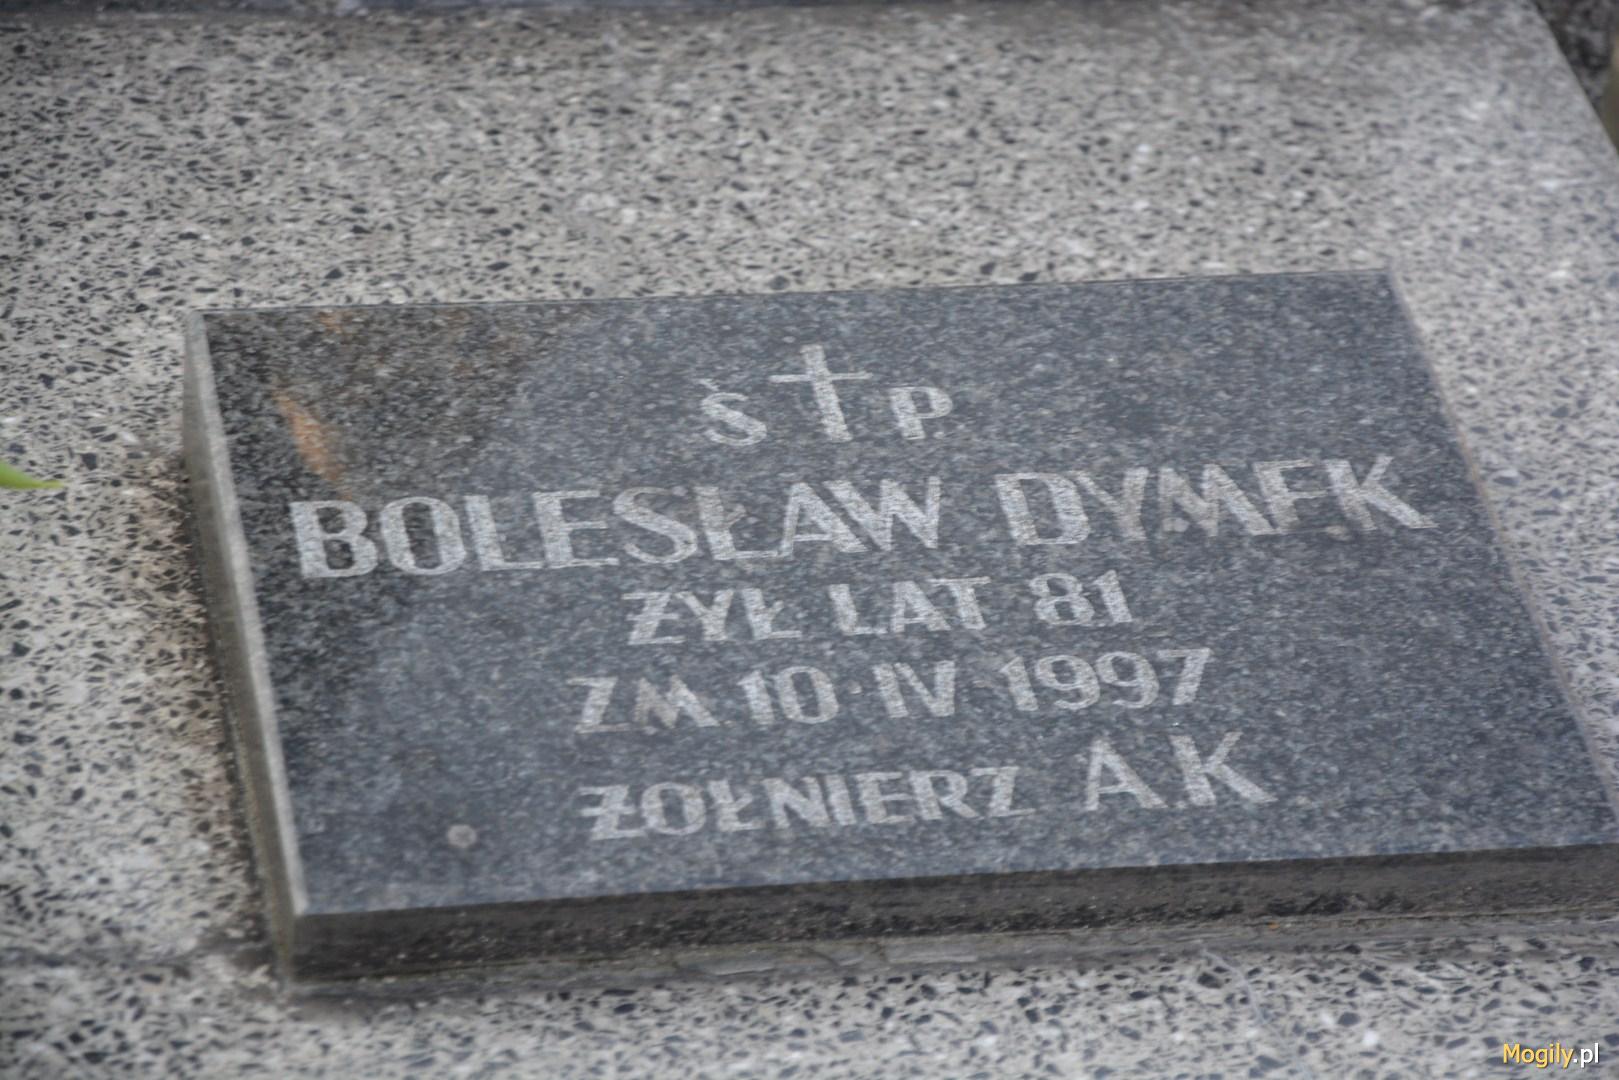 Ś P.
BOLESŁAW DYMEK
ŻYŁ LAT 81
ZM. 10 IV 1997
ŻOŁNIERZ A.K
Mogily.pl